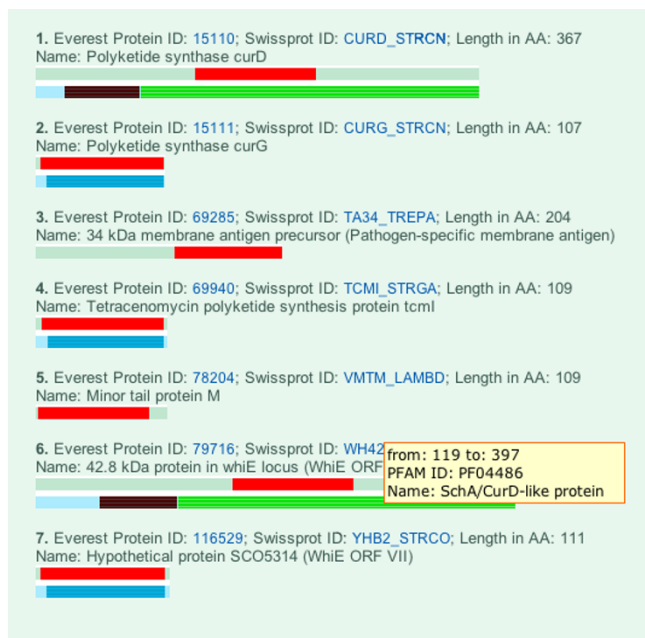 1. Everest Protein ID: 15110; Swissprot ID: CURD_STRCN; Length in AA: 367
Name: Polyketide synthase curD
2. Everest Protein ID: 15111; Swissprot ID: CURG_STRCN; Length in AA: 107
Name: Polyketide synthase curG
3. Everest Protein ID: 69285; Swissprot ID: TA34_TREPA; Length in AA: 204
Name: 34 kDa membrane antigen precursor (Pathogen-specific membrane antigen)
4. Everest Protein ID: 69940; Swissprot ID: TCMI_STRGA; Length in AA: 109
Name: Tetracenomycin polyketide synthesis protein tcmI
5. Everest Protein ID: 78204; Swissprot ID: VMTM_LAMBD; Length in AA: 109
Name: Minor tail protein M
6. Everest Protein ID: 79716; Swissprot ID: WH42
Name: 42.8 kDa protein in whiE locus (WhiE ORF
from: 119 to: 397
PFAM ID: PF04486
Name: SchA/CurD-like protein
7. Everest Protein ID: 116529; Swissprot ID: YHB2_STRCO; Length in AA: 111
Name: Hypothetical protein SCO5314 (WhiE ORF VII)